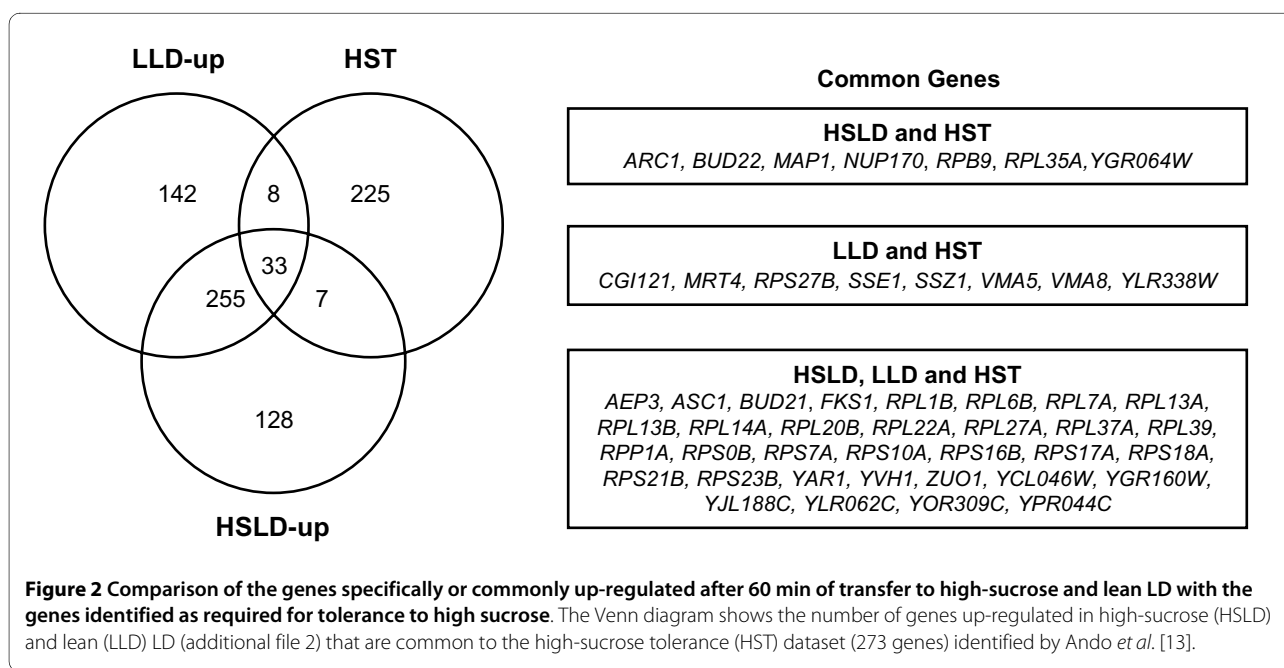 LLD-up
HST
142
8
225
33
255
7
128
HSLD-up
Common Genes
HSLD and HST
ARC1, BUD22, MAP1, NUP170, RPB9, RPL35A,YGR064W
LLD and HST
CGI121, MRT4, RPS27B, SSE1, SSZ1, VMA5, VMA8, YLR338W
HSLD, LLD and HST
AEP3, ASC1, BUD21, FKS1, RPL1B, RPL6B, RPL7A, RPL13A,
RPL13B, RPL14A, RPL20B, RPL22A, RPL27A, RPL37A, RPL39,
RPP1A, RPS0B, RPS7A, RPS10A, RPS16B, RPS17A, RPS18A,
RPS21B, RPS23B, YAR1, YVH1, ZUO1, YCL046W, YGR160W,
YJL188C, YLR062C, YOR309C, YPR044C
Figure 2 Comparison of the genes specifically or commonly up-regulated after 60 min of transfer to high-sucrose and lean LD with the
genes identified as required for tolerance to high sucrose. The Venn diagram shows the number of genes up-regulated in high-sucrose (HSLD)
and lean (LLD) LD (additional file 2) that are common to the high-sucrose tolerance (HST) dataset (273 genes) identified by Ando et al. [13].